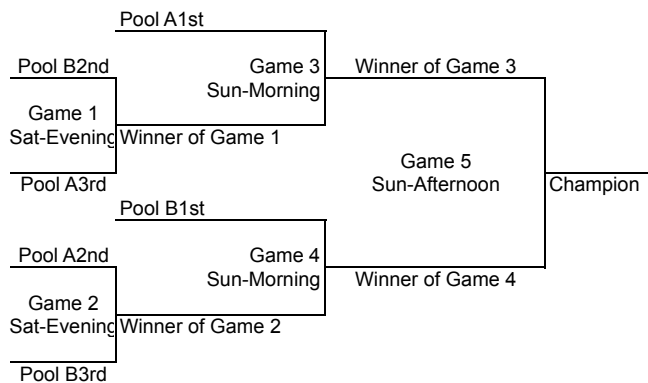 Pool A1st
Pool B2nd
Game 3
Sun-Morning
Winner of Game 3
Game 1
Sat-Evening
Winner of Game 1
Pool A3rd
Game 5
Sun-Afternoon
Champion
Pool B1st
Pool A2nd
Game 4
Sun-Morning
Winner of Game 4
Game 2
Sat-Evening
Winner of Game 2
Pool B3rd